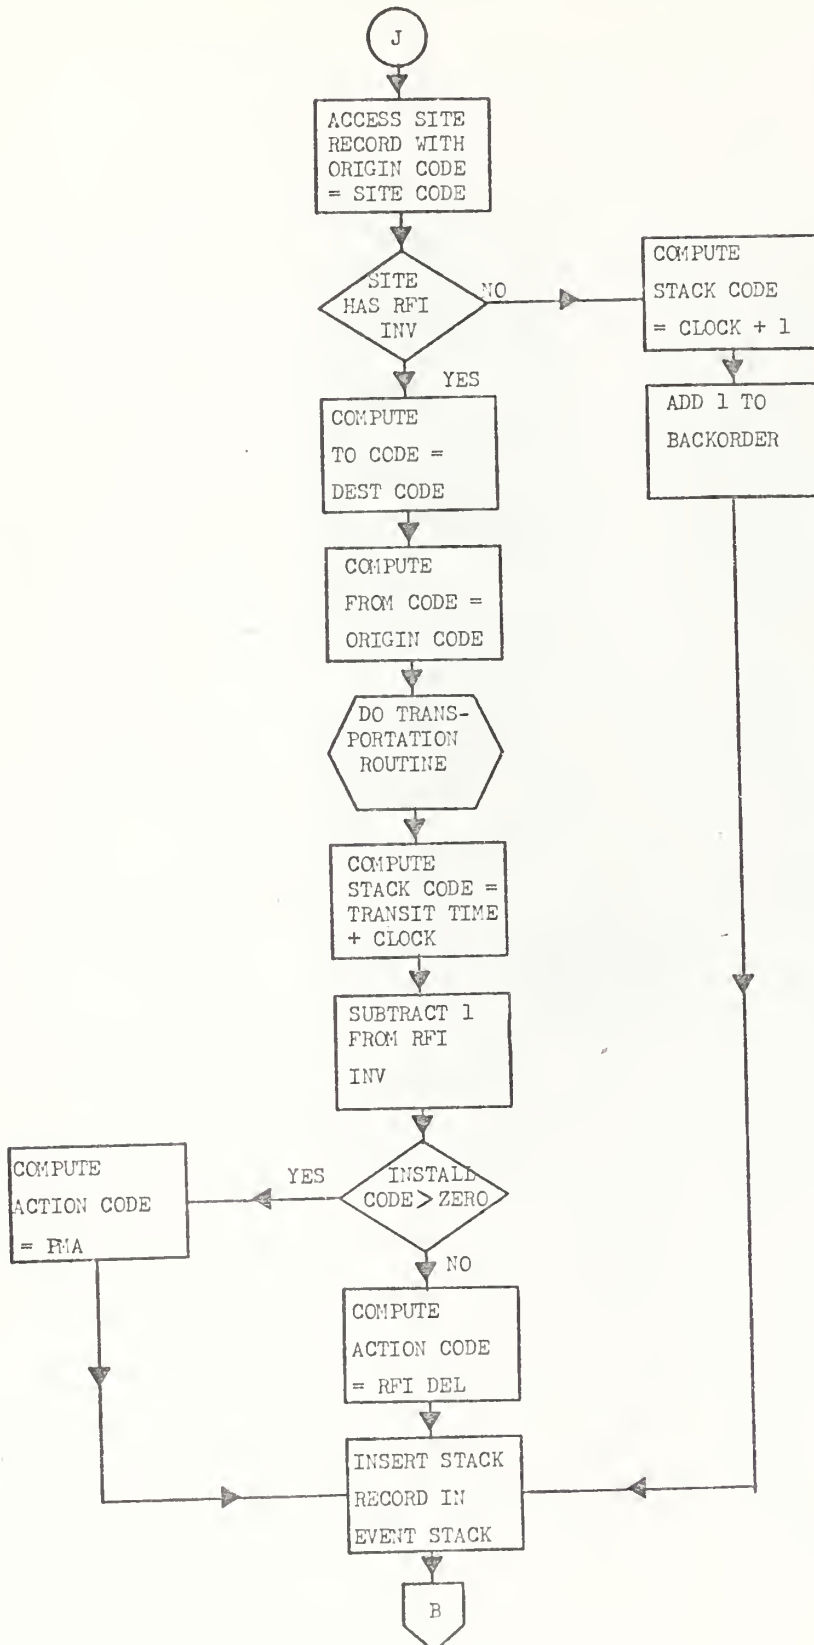 J
ACCESS SITE
RECORD WITH
ORIGIN CODE
= SITE CODE
SITE
HAS RFI
INV
NO
COMPUTE
STACK CODE
= CLOCK + 1
YES
ADD 1 TO
BACKORDER
COMPUTE
TO CODE =
DEST CODE
COMPUTE
FROM CODE =
ORIGIN CODE
DO TRANS-
PORTATION
ROUTINE
COMPUTE
STACK CODE =
TRANSIT TIME
+ CLOCK
SUBTRACT 1
FROM RFI
INV
INSTALL
CODE > ZERO
YES
COMPUTE
ACTION CODE
= PMA
NO
COMPUTE
ACTION CODE
= RFI DEL
INSERT STACK
RECORD IN
EVENT STACK
B